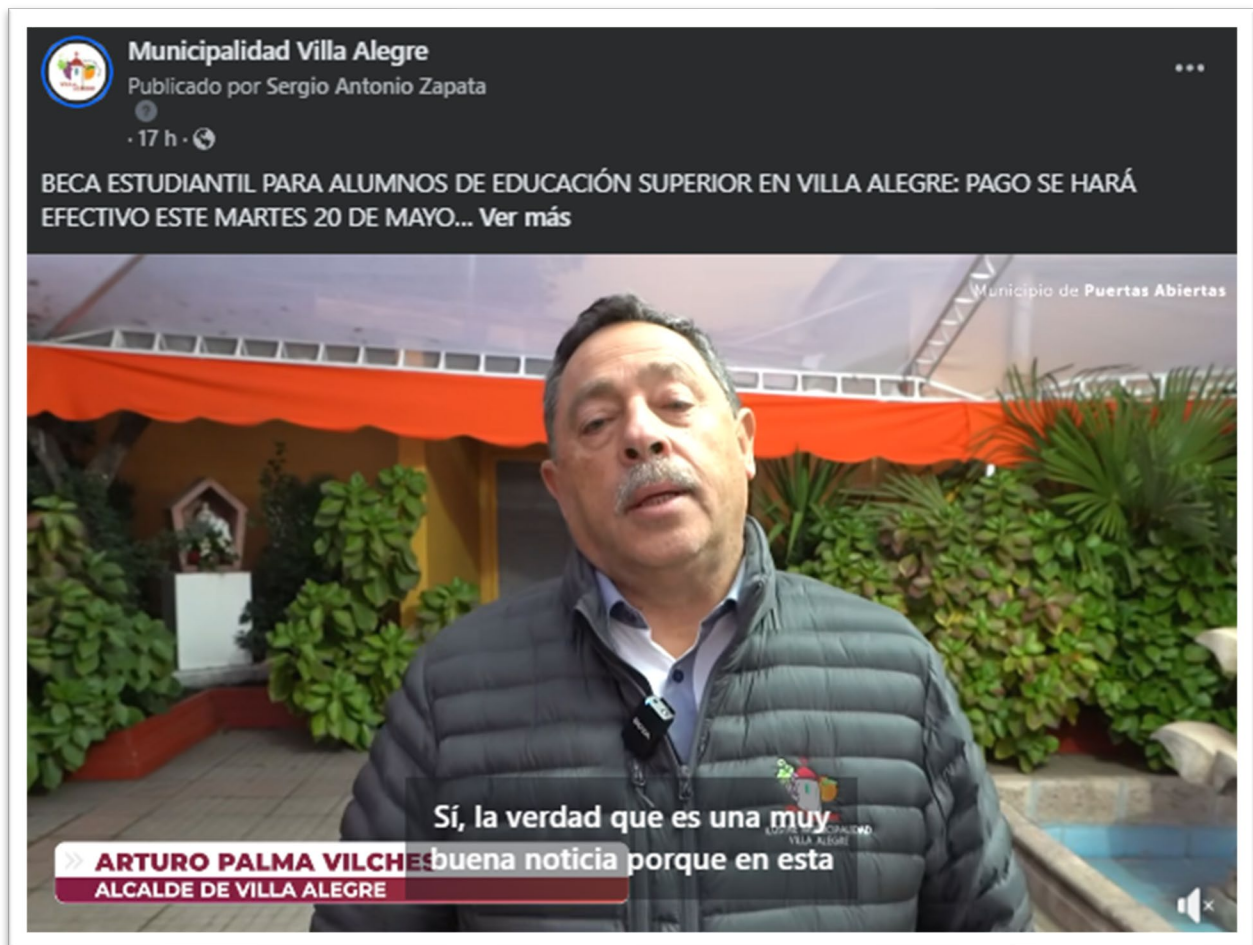 Municipalidad Villa Alegre
Publicado por Sergio Antonio Zapata
· 17 h ·
BECA ESTUDIANTIL PARA ALUMNOS DE EDUCACIÓN SUPERIOR EN VILLA ALEGRE: PAGO SE HARÁ
EFECTIVO ESTE MARTES 20 DE MAYO... Ver más
Municipio de Puertas Abiertas
Sí, la verdad que es una muy
buena noticia porque en esta
VILLA ALEGRE
ARTURO PALMA VILCHES
ALCALDE DE VILLA ALEGRE